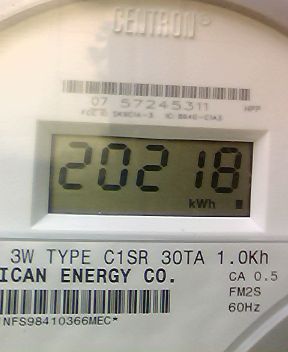 CENTRON
07 57245311
20218
kWh
3W TYPE C1SR 30TA 1.0Kh
ICAN ENERGY CO.
CA 0.5
FM2S
60Hz
*NFS98410366MEC*